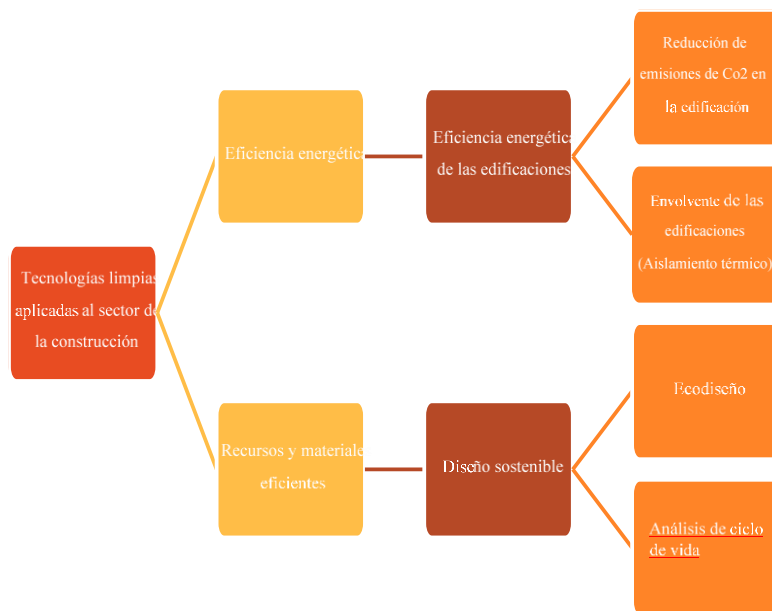 Reducción de
emisiones de Co2 en
la edificación
Eficiencia energética
Eficiencia energética
de las edificaciones
Envolvente de las
edificaciones
(Aislamiento térmico)
Tecnologías limpias
aplicadas al sector de
la construcción
Ecodiseño
Recursos y materiale
eficientes
Diseño sostenible
Análisis de ciclo
de vida